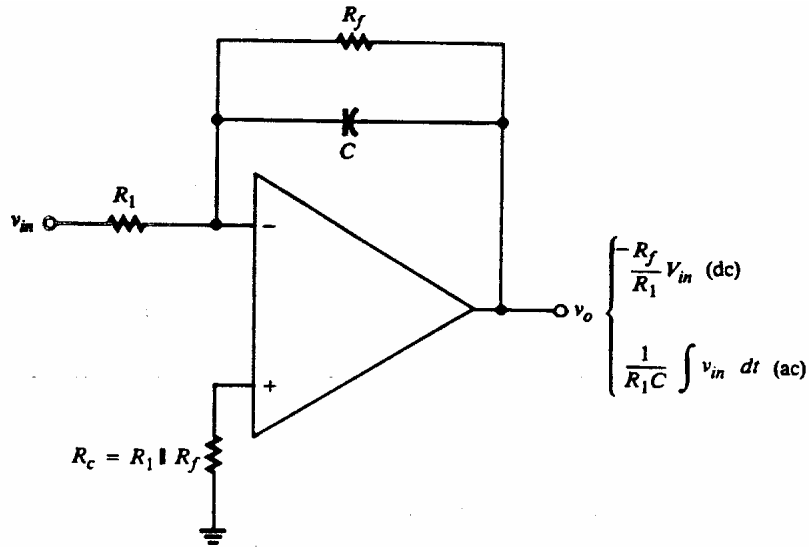 R_f
C
R_1
v_in
−
+
v_o
−R_f/R_1 V_in (dc)
1/(R_1C) ∫ v_in dt (ac)
R_c = R_1 ∥ R_f